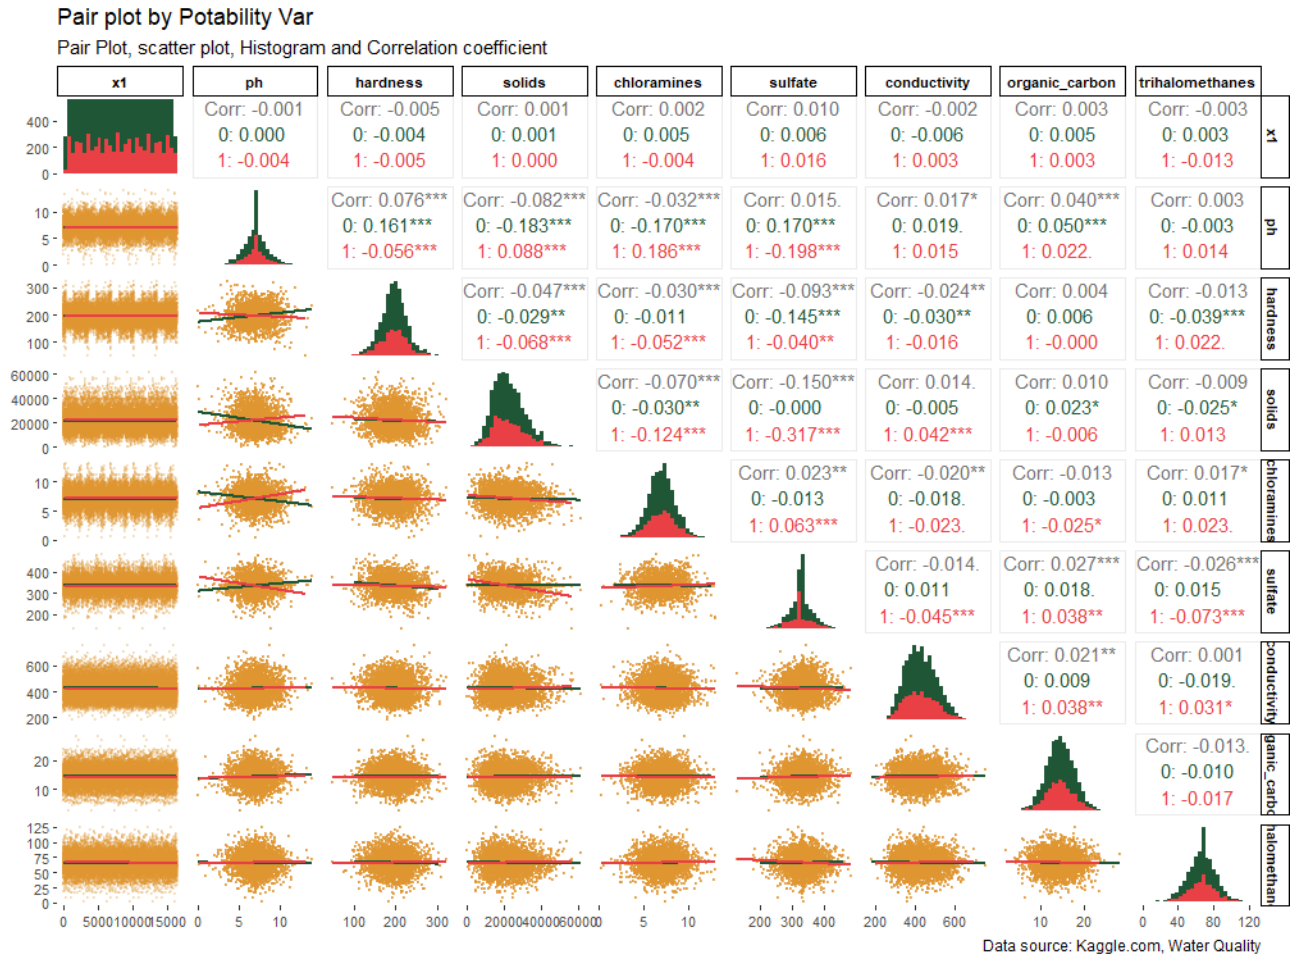 Pair plot by Potability Var
Pair Plot, scatter plot, Histogram and Correlation coefficient
x1 ph hardness solids chloramines sulfate conductivity organic_carbon trihalomethanes
Corr: -0.001 Corr: -0.005 Corr: 0.001 Corr: 0.002 Corr: 0.010 Corr: -0.002 Corr: 0.003 Corr: -0.003
400 0: 0.000 0: -0.004 0: 0.001 0: 0.005 0: 0.006 0: -0.006 0: 0.005 0: 0.003 x1
200 1: -0.004 1: -0.005 1: 0.000 1: -0.004 1: 0.016 1: 0.003 1: 0.003 1: -0.013
0
Corr: 0.076*** Corr: -0.082*** Corr: -0.032*** Corr: 0.015. Corr: 0.017* Corr: 0.040*** Corr: 0.003
10 0: 0.161*** 0: -0.183*** 0: -0.170*** 0: 0.170*** 0: 0.019. 0: 0.050*** 0: -0.003 ph
5 1: -0.056*** 1: 0.088*** 1: 0.186*** 1: -0.198*** 1: 0.015 1: 0.022. 1: 0.014
0
300 Corr: -0.047*** Corr: -0.030*** Corr: -0.093*** Corr: -0.024** Corr: 0.004 Corr: -0.013
200 0: -0.029** 0: -0.011 0: -0.145*** 0: -0.030** 0: 0.006 0: -0.039*** hardness
100 1: -0.068*** 1: -0.052*** 1: -0.040** 1: -0.016 1: -0.000 1: 0.022.
60000 Corr: -0.070*** Corr: -0.150*** Corr: 0.014. Corr: 0.010 Corr: -0.009
40000 0: -0.030** 0: -0.000 0: -0.005 0: 0.023* 0: -0.025* solids
20000 1: -0.124*** 1: -0.317*** 1: 0.042*** 1: -0.006 1: 0.013
0
Corr: 0.023** Corr: -0.020** Corr: -0.013 Corr: 0.017*
10 0: -0.013 0: -0.018. 0: -0.003 0: 0.011 chloramines
5 1: 0.063*** 1: -0.023. 1: -0.025* 1: 0.023.
0
400 Corr: -0.014. Corr: 0.027*** Corr: -0.026***
300 0: 0.011 0: 0.018. 0: 0.015 sulfate
200 1: -0.045*** 1: 0.038** 1: -0.073***
600 Corr: 0.021** Corr: 0.001
400 0: 0.009 0: -0.019. onductivity
200 1: 0.038** 1: 0.031*
20 Corr: -0.013.
10 0: -0.010 ganic_carbo
1: -0.017
125
100
75
50 halomethan
25
0
0 5000 10000 15000 0 5 10 100 200 300 0 20000 40000 60000 0 5 10 200 300 400 200 400 600 10 20 0 40 80 120
Data source: Kaggle.com, Water Quality